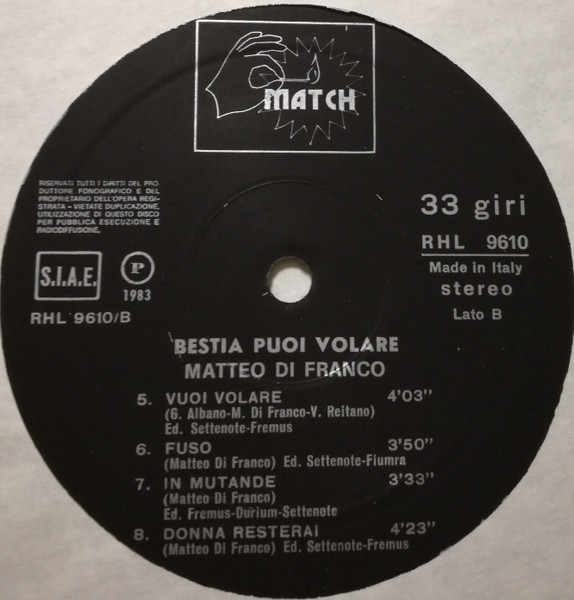 MATCH
RISERVATI TUTTI I DIRITTI DEL PRO
DUTTORE FONOGRAFICO E DEL
PROPRIETARIO DELL'OPERA REGI
STRATA - VIETATE DUPLICAZIONE,
UTILIZZAZIONE DI QUESTO DISCO
PER PUBBLICA ESECUZIONE E
RADIODIFFUSIONE.
S.I.A.E.
P
1983
RHL 9610/B
33 giri
RHL 9610
Made in Italy
stereo
Lato B
BESTIA PUOI VOLARE
MATTEO DI FRANCO
5. VUOI VOLARE 4'03"
(G. Albano-M. Di Franco-V. Reitano)
Ed. Settenote-Fremus
6. FUSO 3'50"
(Matteo Di Franco) Ed. Settenote-Fiumra
7. IN MUTANDE 3'33"
(Matteo Di Franco)
Ed. Fremus-Durium-Settenote
8. DONNA RESTERAI 4'23"
(Matteo Di Franco) Ed. Settenote-Fremus